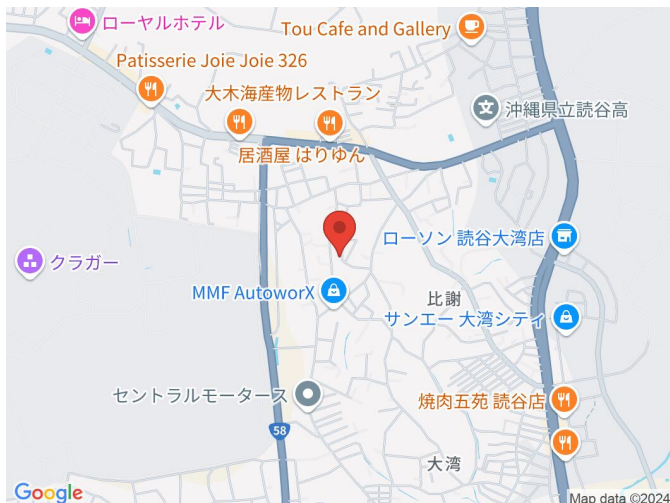 ローヤルホテル
Tou Cafe and Gallery
Patisserie Joie Joie 326
大木海産物レストラン
沖縄県立読谷高
居酒屋 はりゆん
ローソン 読谷大湾店
クラガー
MMF AutoworX
比謝
サンエー 大湾シティ
セントラルモータース
焼肉五苑 読谷店
58
大湾
Google
Map data ©2024